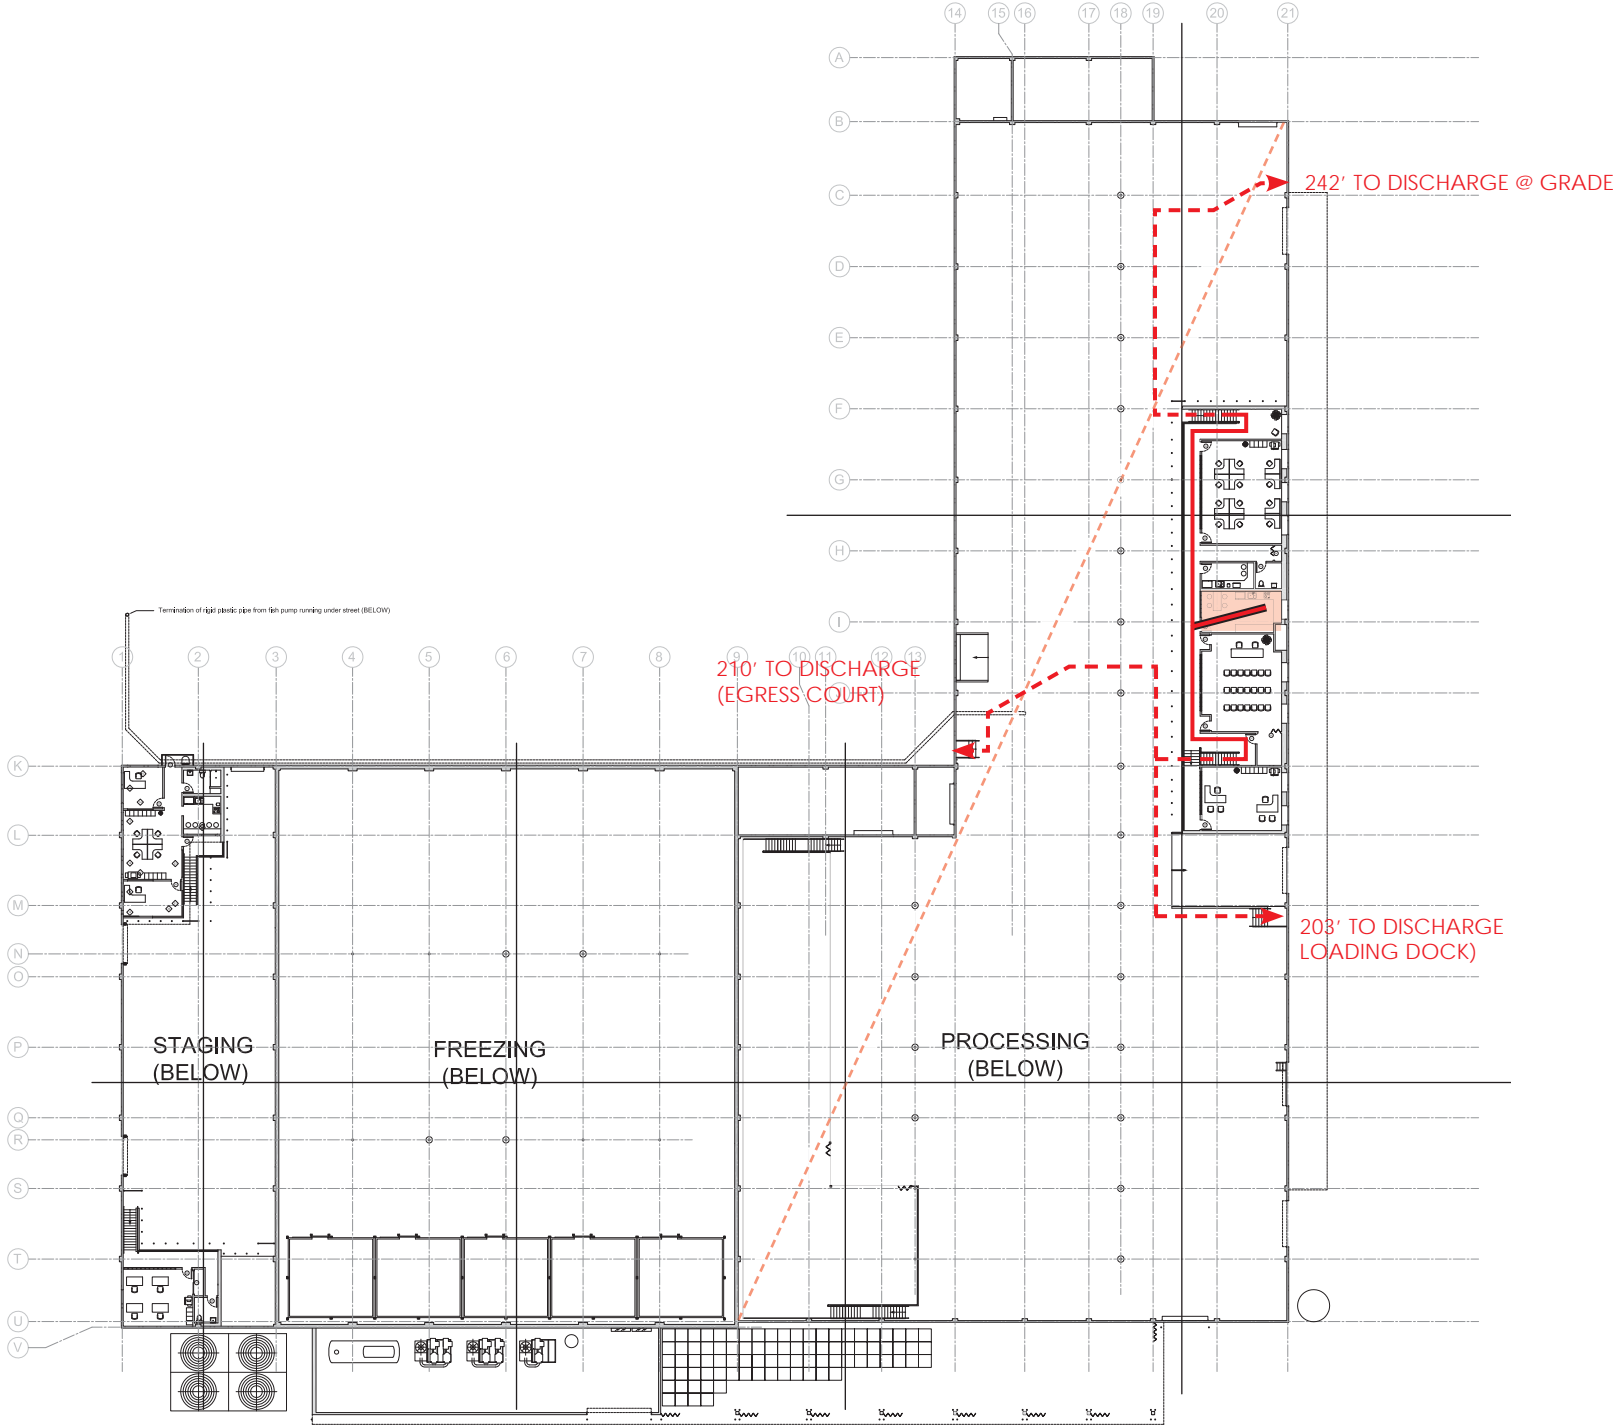 14 15 16 17 18 19 20 21
A
B
242' TO DISCHARGE @ GRADE
C
D
E
F
G
H
Termination of rigid plastic pipe from fish pump running under street (BELOW)
I
1 2 3 4 5 6 7 8 9 10 11 12 13
210' TO DISCHARGE
(EGRESS COURT)
K
L
M
203' TO DISCHARGE
LOADING DOCK)
N
O
STAGING
(BELOW)
FREEZING
(BELOW)
PROCESSING
(BELOW)
P
Q
R
S
T
U
V